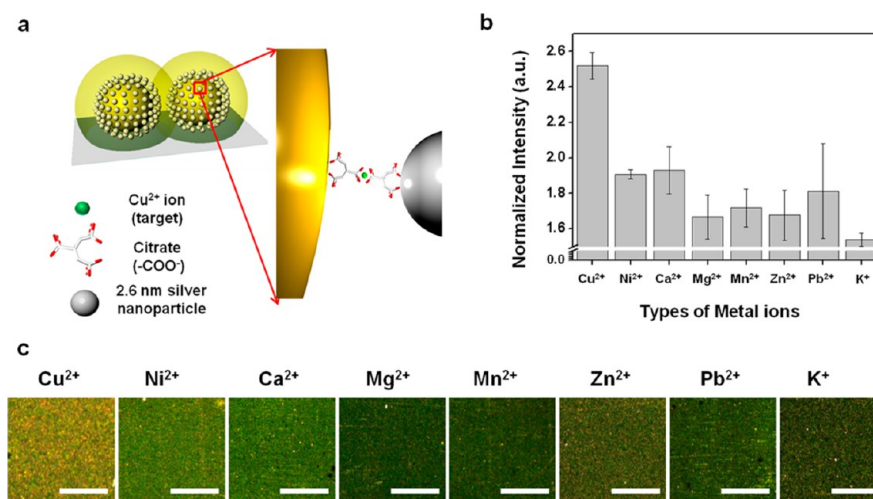 a
Cu²⁺ ion
(target)
Citrate
(-COO⁻)
2.6 nm silver
nanoparticle
b
Normalized Intensity (a.u.)
2.6
2.4
2.2
2.0
1.8
1.6
0.0
Cu²⁺ Ni²⁺ Ca²⁺ Mg²⁺ Mn²⁺ Zn²⁺ Pb²⁺ K⁺
Types of Metal ions
c
Cu²⁺ Ni²⁺ Ca²⁺ Mg²⁺ Mn²⁺ Zn²⁺ Pb²⁺ K⁺